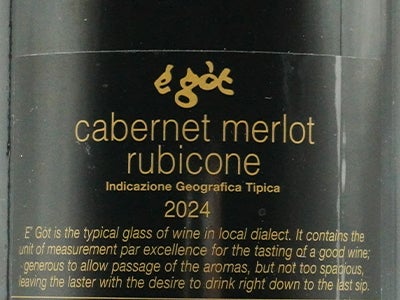 é gòt
cabernet merlot
rubicone
Indicazione Geografica Tipica
2024
E' Gòt is the typical glass of wine in local dialect. It contains the
unit of measurement par excellence for the tasting of a good wine;
generous to allow passage of the aromas, but not too spacious,
leaving the laster with the desire to drink right down to the last sip.